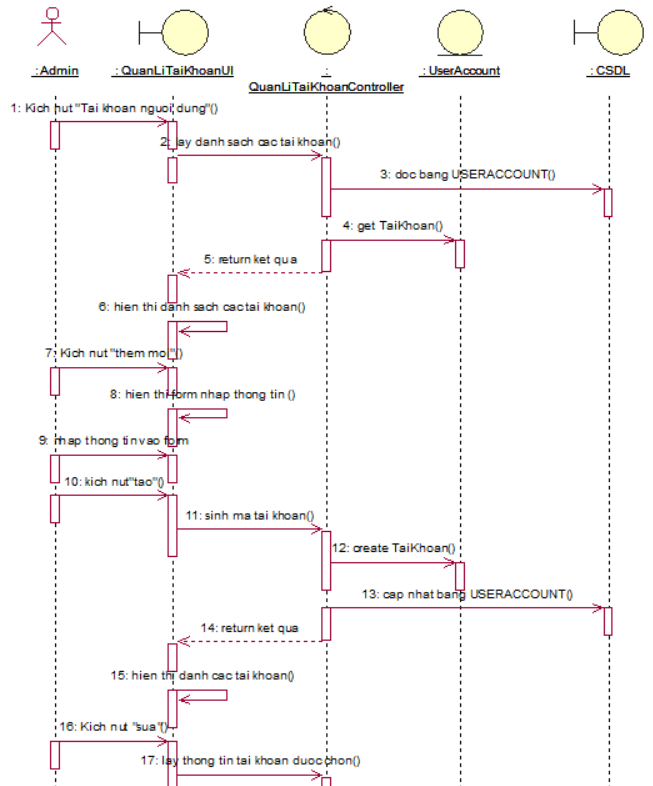 : Admin
: QuanLiTaiKhoanUI
:
QuanLiTaiKhoanController
: UserAccount
: CSDL
1: Kich nut "Tai khoan nguoi dung"()
2: lay danh sach cac tai khoan()
3: doc bang USERACCOUNT()
4: get TaiKhoan()
5: return ket qua
6: hien thi danh sach cac tai khoan()
7: Kich nut "them moi"()
8: hien thi form nhap thong tin ()
9: nhap thong tin vao form
10: kich nut"tao"()
11: sinh ma tai khoan()
12: create TaiKhoan()
13: cap nhat bang USERACCOUNT()
14: return ket qua
15: hien thi danh cac tai khoan()
16: Kich nut "sua"()
17: lay thong tin tai khoan duoc chon()